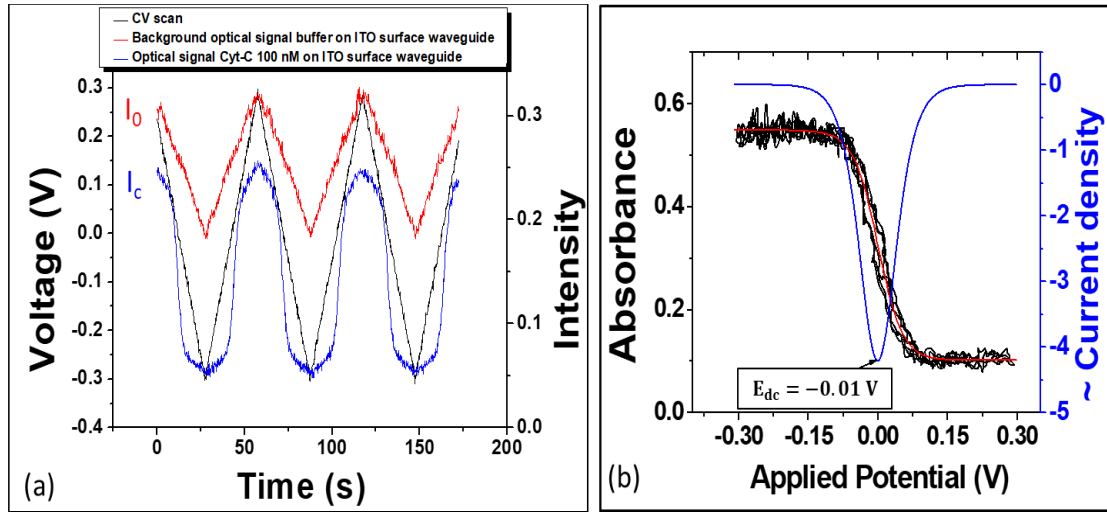 CV scan
Background optical signal buffer on ITO surface waveguide
Optical signal Cyt-C 100 nM on ITO surface waveguide
0.3
0.2
0.1
0.0
-0.1
-0.2
-0.3
-0.4
Voltage (V)
I0
Ic
0.3
0.2
0.1
0.0
Intensity
0 50 100 150 200
Time (s)
(a)
0.6
0.4
0.2
0.0
Absorbance
0
-1
-2
-3
-4
-5
~ Current density
Edc = −0.01 V
-0.30 -0.15 0.00 0.15 0.30
Applied Potential (V)
(b)